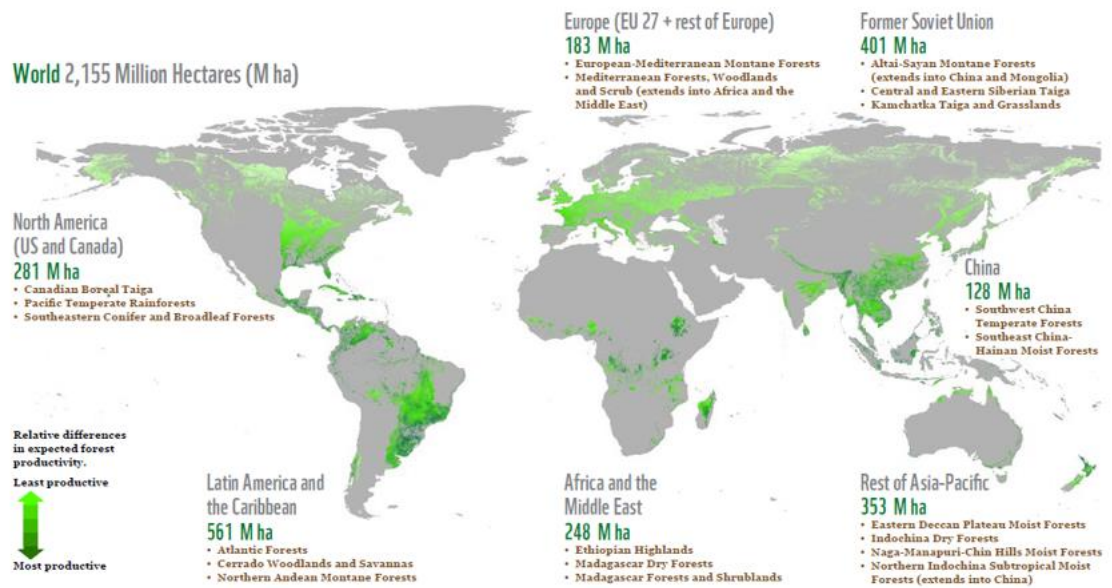 World 2,155 Million Hectares (M ha)
Europe (EU 27 + rest of Europe)
183 M ha
• European-Mediterranean Montane Forests
• Mediterranean Forests, Woodlands
and Scrub (extends into Africa and the
Middle East)
Former Soviet Union
401 M ha
• Altai-Sayan Montane Forests
(extends into China and Mongolia)
• Central and Eastern Siberian Taiga
• Kamchatka Taiga and Grasslands
North America
(US and Canada)
281 M ha
• Canadian Boreal Taiga
• Pacific Temperate Rainforests
• Southeastern Conifer and Broadleaf Forests
China
128 M ha
• Southwest China
Temperate Forests
• Southeast China-
Hainan Moist Forests
Relative differences
in expected forest
productivity.
Least productive
Most productive
Latin America and
the Caribbean
561 M ha
• Atlantic Forests
• Cerrado Woodlands and Savannas
• Northern Andean Montane Forests
Africa and the
Middle East
248 M ha
• Ethiopian Highlands
• Madagascar Dry Forests
• Madagascar Forests and Shrublands
Rest of Asia-Pacific
353 M ha
• Eastern Deccan Plateau Moist Forests
• Indochina Dry Forests
• Naga-Manapuri-Chin Hills Moist Forests
• Northern Indochina Subtropical Moist
Forests (extends into China)